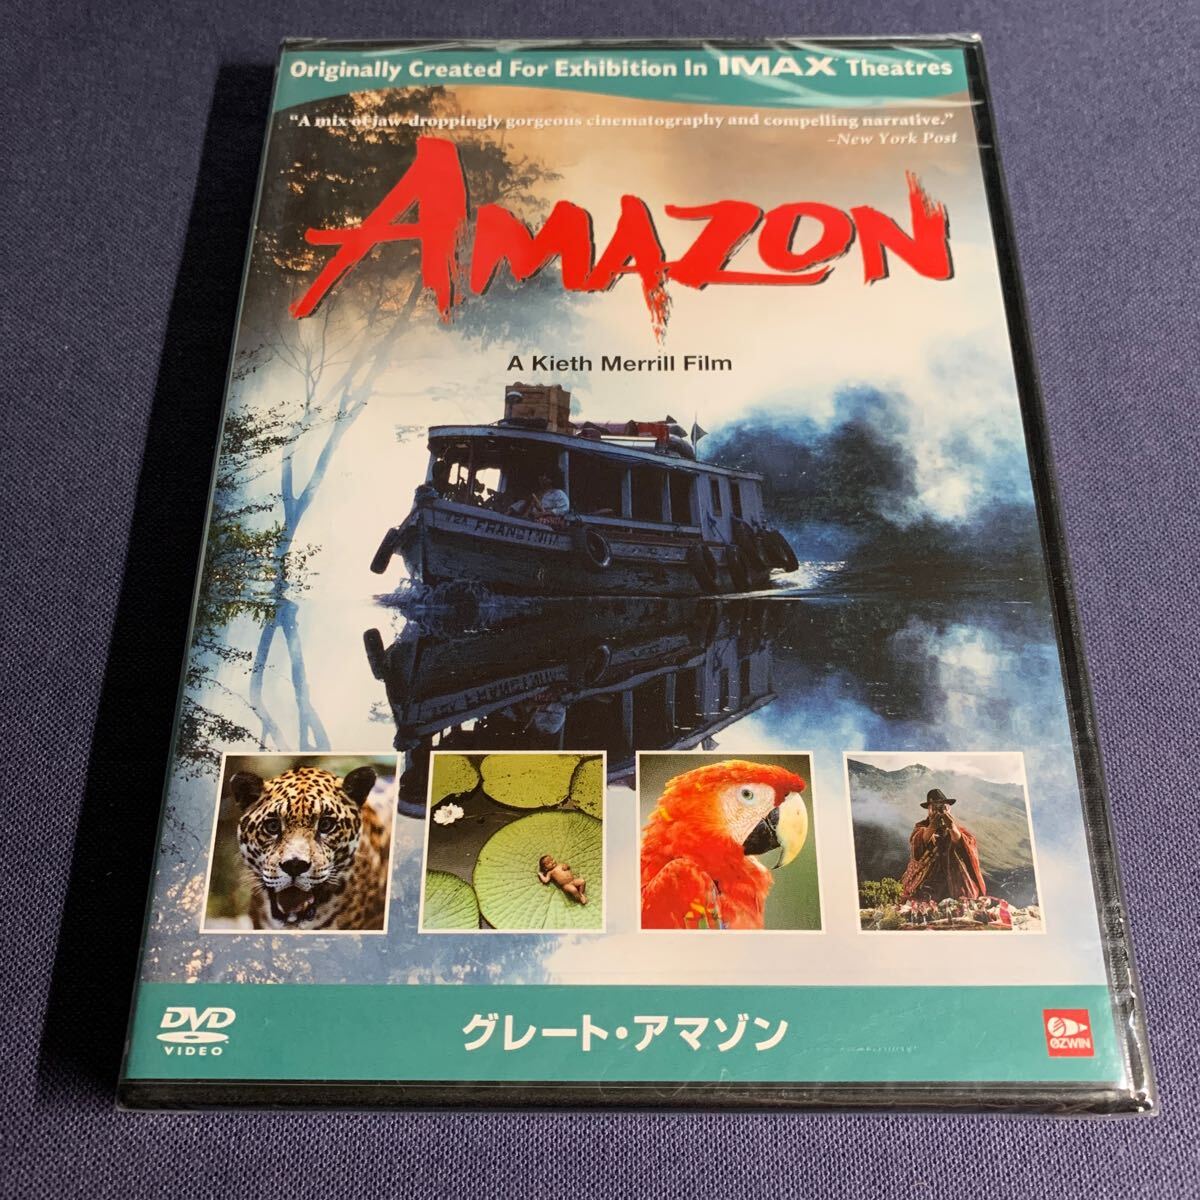 Originally Created For Exhibition In IMAX Theatres
“A mix of jaw-droppingly gorgeous cinematography and compelling narrative.”
–New York Post
AMAZON
A Kieth Merrill Film
DVD
VIDEO
グレート・アマゾン
ØZWIN